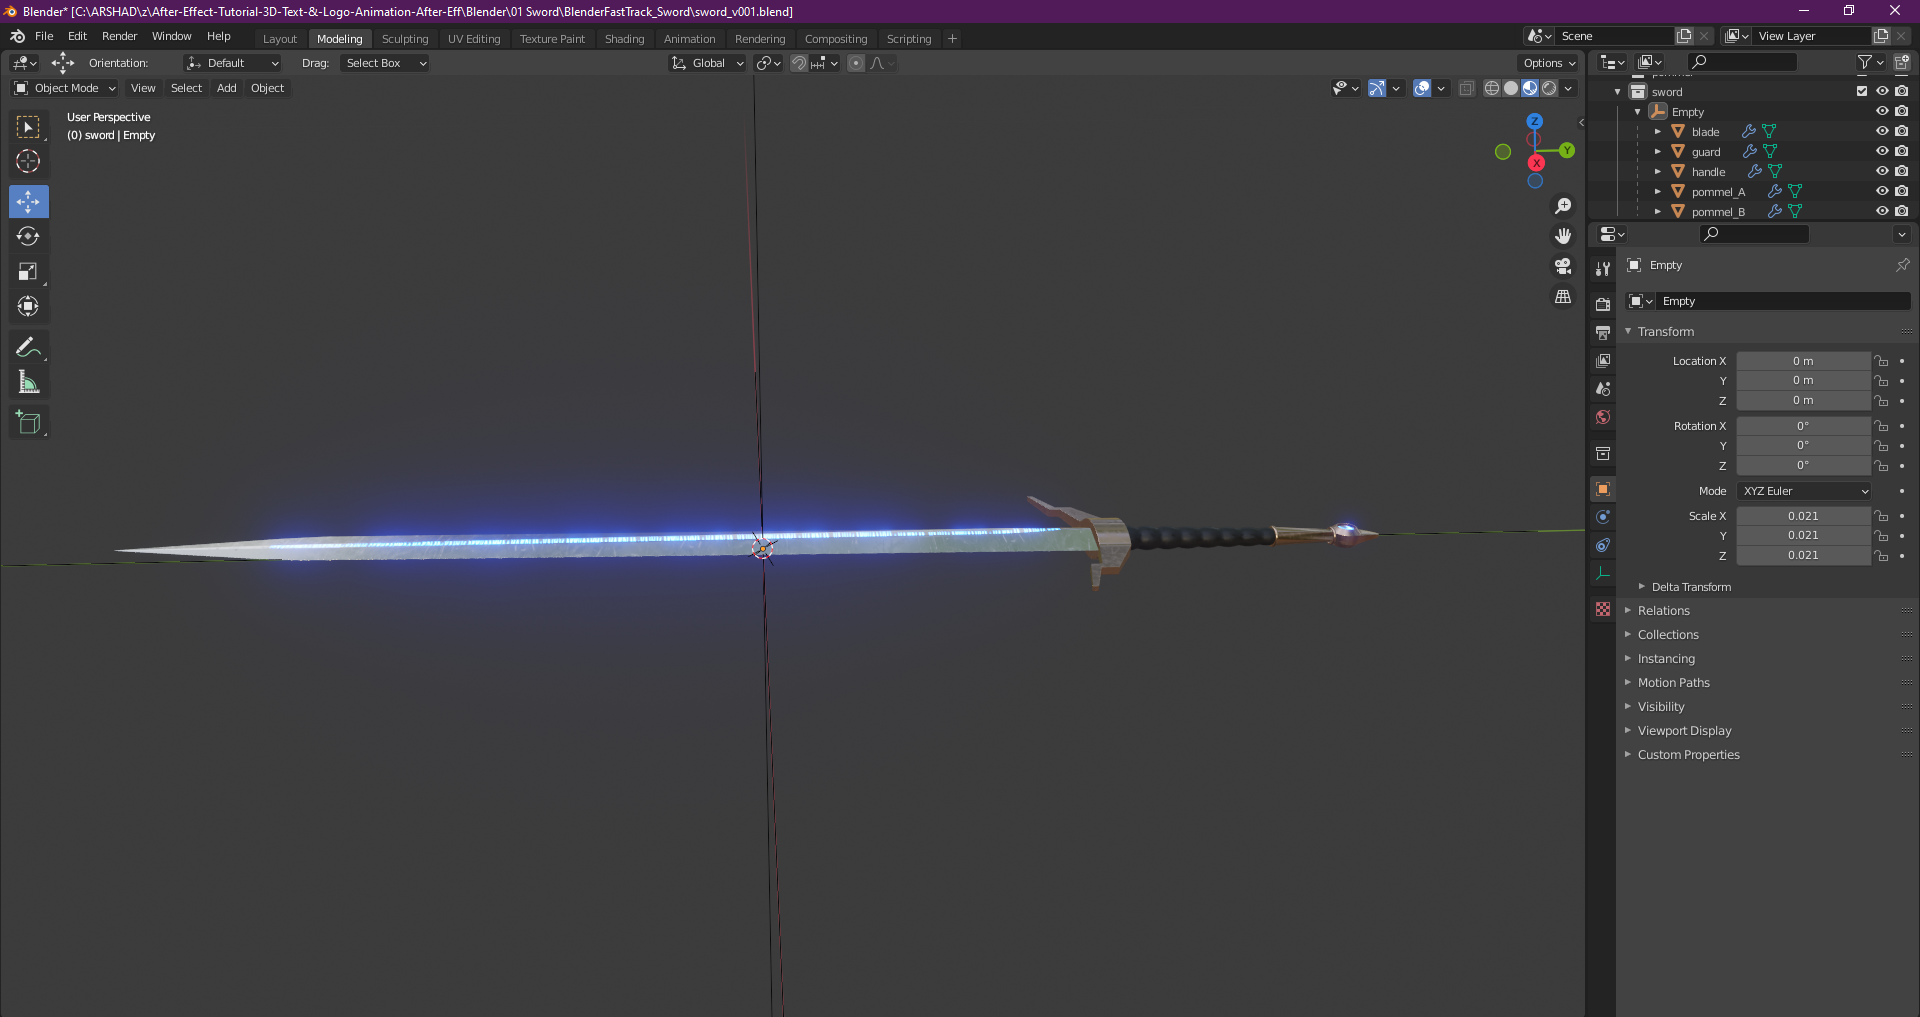 Blender* [C:\ARSHAD\z\After-Effect-Tutorial-3D-Text-&-Logo-Animation-After-Eff\Blender\01 Sword\BlenderFastTrack_Sword\sword_v001.blend]
File Edit Render Window Help Layout Modeling Sculpting UV Editing Texture Paint Shading Animation Rendering Compositing Scripting + Scene View Layer
Orientation: Default Drag: Select Box Global Options
Object Mode View Select Add Object
User Perspective
(0) sword | Empty
Z
Y
X
sword
Empty
blade
guard
handle
pommel_A
pommel_B
Empty
Empty
Transform
Location X 0 m
Y 0 m
Z 0 m
Rotation X 0°
Y 0°
Z 0°
Mode XYZ Euler
Scale X 0.021
Y 0.021
Z 0.021
Delta Transform
Relations
Collections
Instancing
Motion Paths
Visibility
Viewport Display
Custom Properties